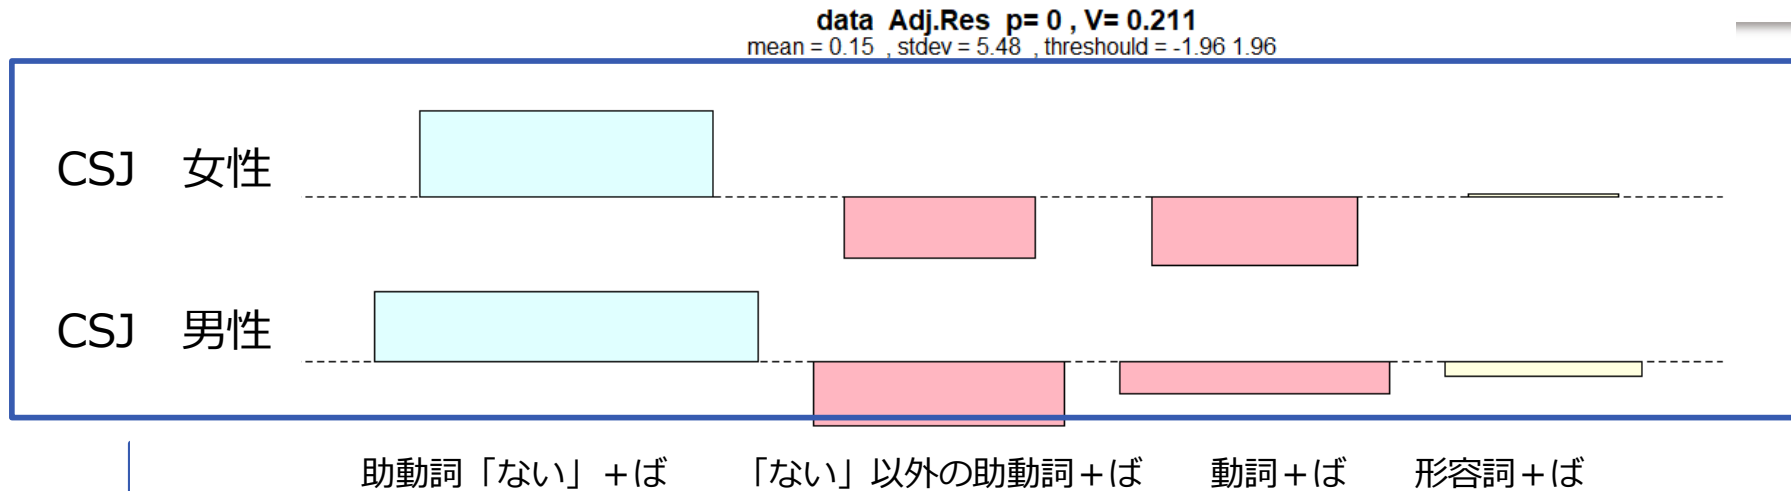 data Adj.Res p= 0 , V= 0.211
mean = 0.15 , stdev = 5.48 , threshould = -1.96 1.96
CSJ 女性
CSJ 男性
助動詞「ない」+ば 「ない」以外の助動詞+ば 動詞+ば 形容詞+ば